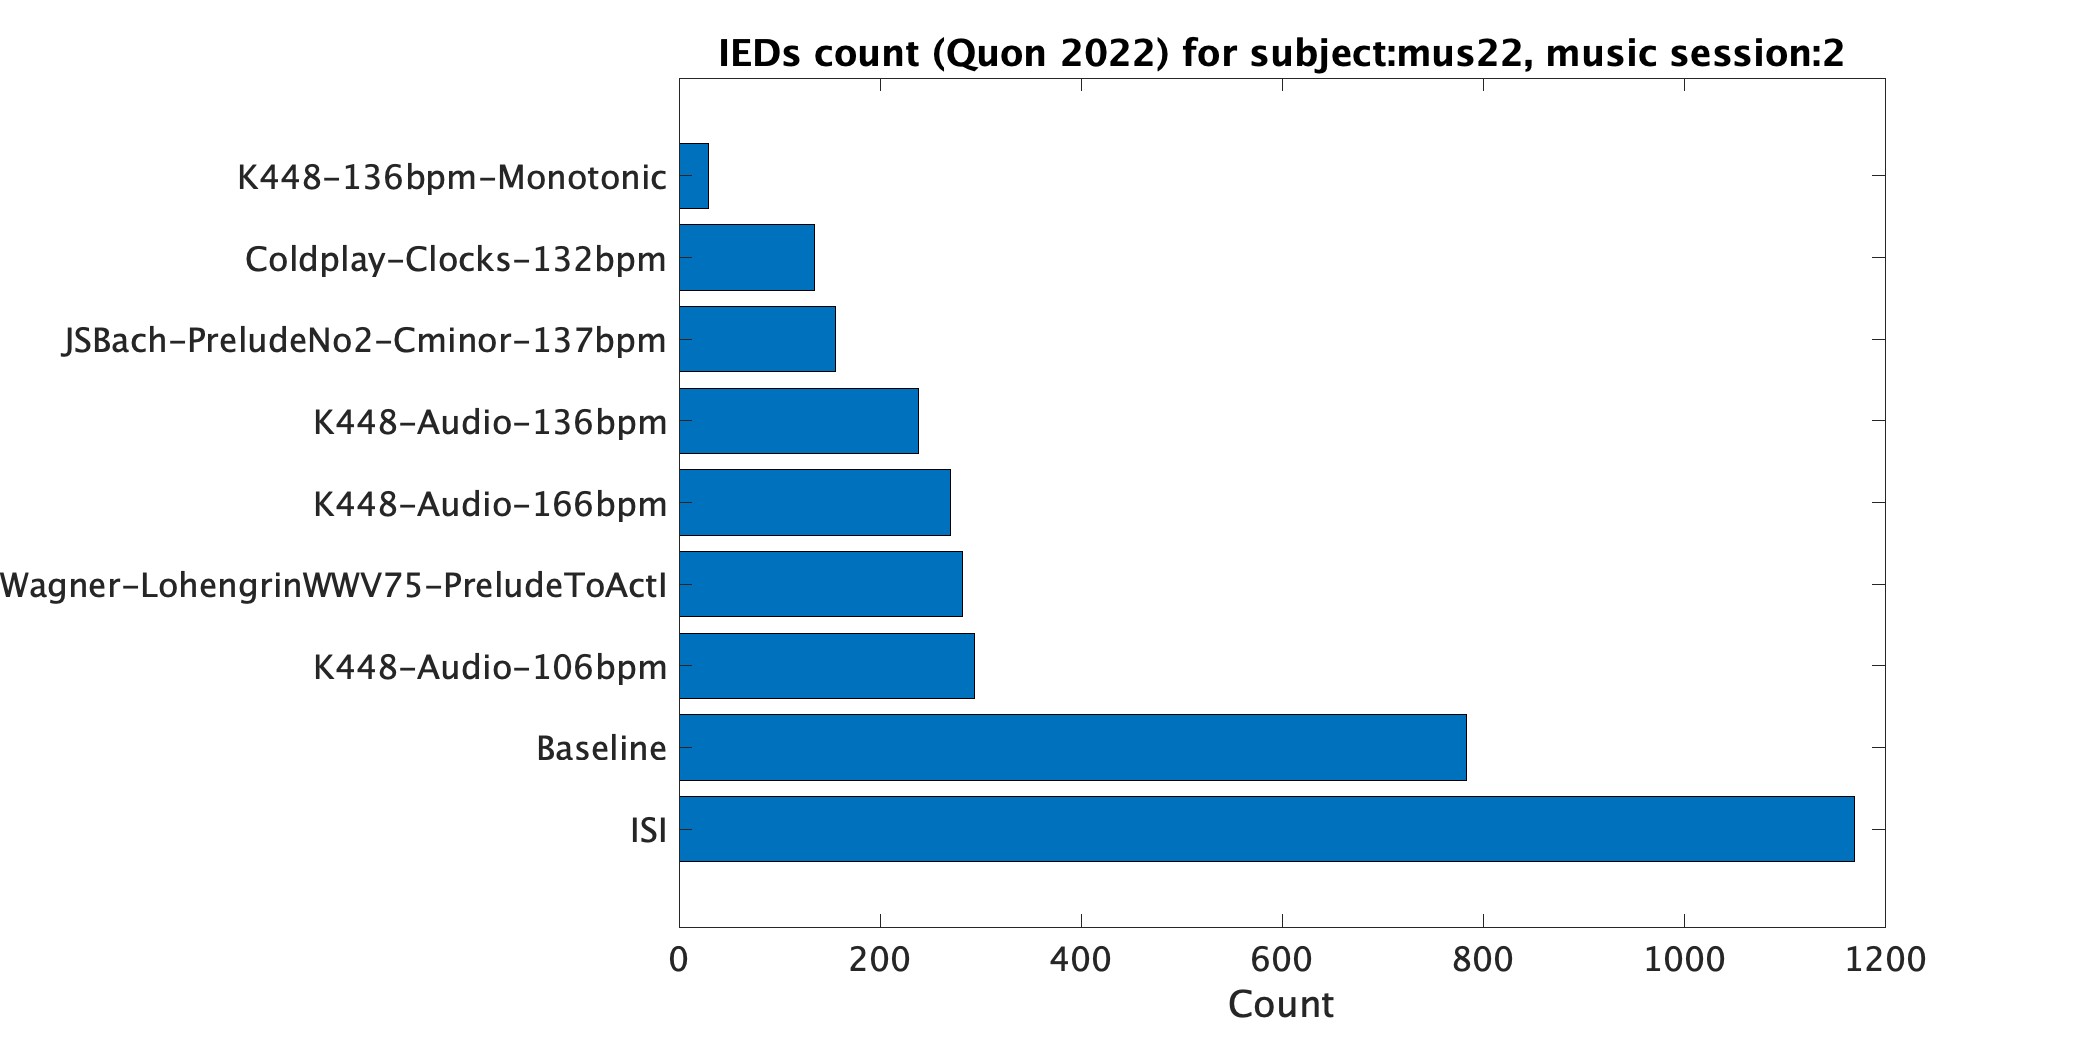 IEDs count (Quon 2022) for subject:mus22, music session:2
K448-136bpm-Monotonic
Coldplay-Clocks-132bpm
JSBach-PreludeNo2-Cminor-137bpm
K448-Audio-136bpm
K448-Audio-166bpm
Wagner-LohengrinWWV75-PreludeToActI
K448-Audio-106bpm
Baseline
ISI
0 200 400 600 800 1000 1200
Count